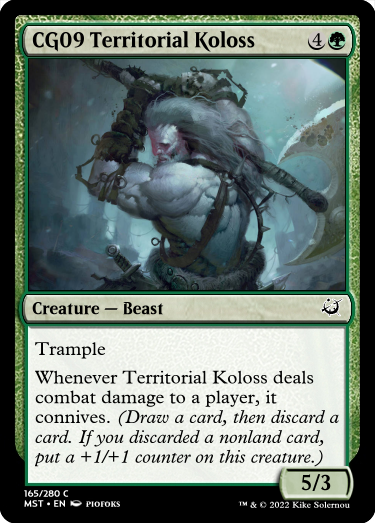 CG09 Territorial Koloss 4
Creature — Beast
Trample
Whenever Territorial Koloss deals
combat damage to a player, it
connives. (Draw a card, then discard
a card. If you discarded a nonland card,
put a +1/+1 counter on this creature.)
5/3
165/280 C
MST • EN PIOFOKS
™ & © 2022 Kike Solernou